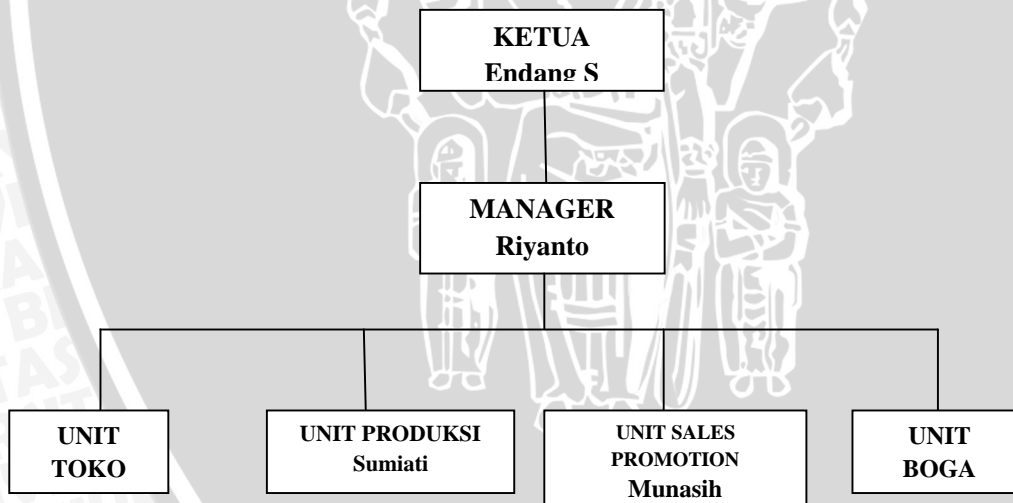 KETUA
Endang S
MANAGER
Riyanto
UNIT
TOKO
UNIT PRODUKSI
Sumiati
UNIT SALES
PROMOTION
Munasih
UNIT
BOGA